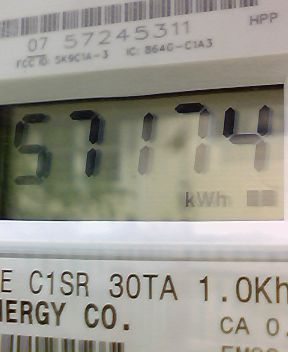 07 57245311
HPP
FCC ID: SK9C1A-3 IC: 864G-C1A3
57174
kWh
E C1SR 30TA 1.0Kh
NERGY CO.
CA 0.